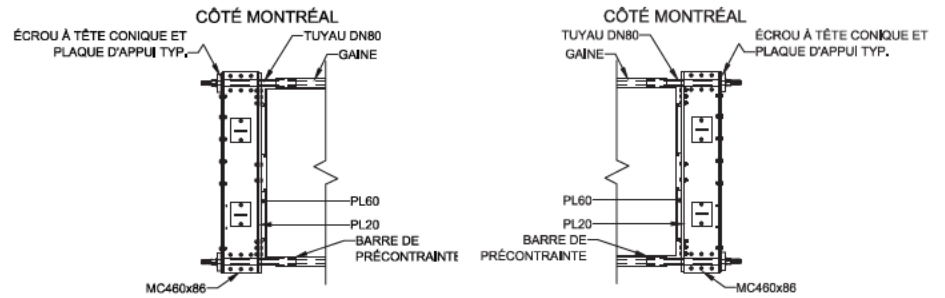 CÔTÉ MONTRÉAL
ÉCROU À TÊTE CONIQUE ET
PLAQUE D'APPUI TYP.
TUYAU DN80
GAINE
PL60
PL20
BARRE DE
PRÉCONTRAINTE
MC460x86
CÔTÉ MONTRÉAL
TUYAU DN80
GAINE
ÉCROU À TÊTE CONIQUE ET
PLAQUE D'APPUI TYP.
PL60
PL20
BARRE DE
PRÉCONTRAINTE
MC460x86